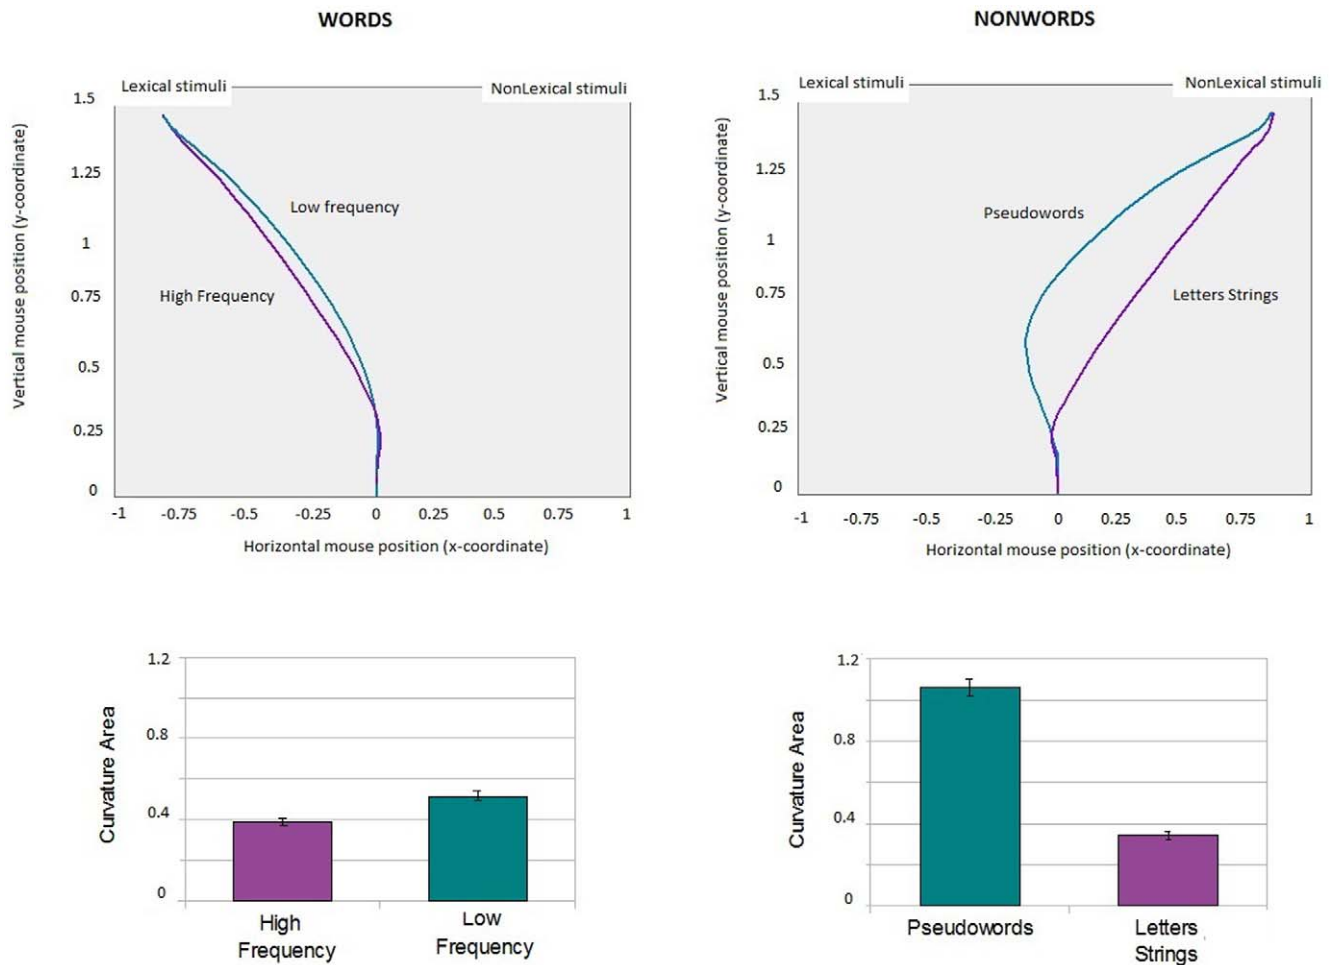 WORDS
NONWORDS
Lexical stimuli
NonLexical stimuli
1.5
1.25
1
0.75
0.5
0.25
0
Vertical mouse position (y-coordinate)
Low frequency
High Frequency
-1 -0.75 -0.5 -0.25 0 0.25 0.5 0.75 1
Horizontal mouse position (x-coordinate)
Lexical stimuli
NonLexical stimuli
1.5
1.25
1
0.75
0.5
0.25
0
Vertical mouse position (y-coordinate)
Pseudowords
Letters Strings
-1 -0.75 -0.5 -0.25 0 0.25 0.5 0.75 1
Horizontal mouse position (x-coordinate)
1.2
0.8
0.4
0
Curvature Area
High
Frequency
Low
Frequency
1.2
0.8
0.4
0
Curvature Area
Pseudowords
Letters
Strings